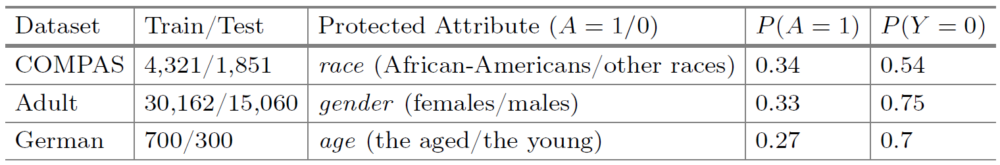 Dataset Train/Test Protected Attribute (A = 1/0) P(A = 1) P(Y = 0)
COMPAS 4,321/1,851 race (African-Americans/other races) 0.34 0.54
Adult 30,162/15,060 gender (females/males) 0.33 0.75
German 700/300 age (the aged/the young) 0.27 0.7